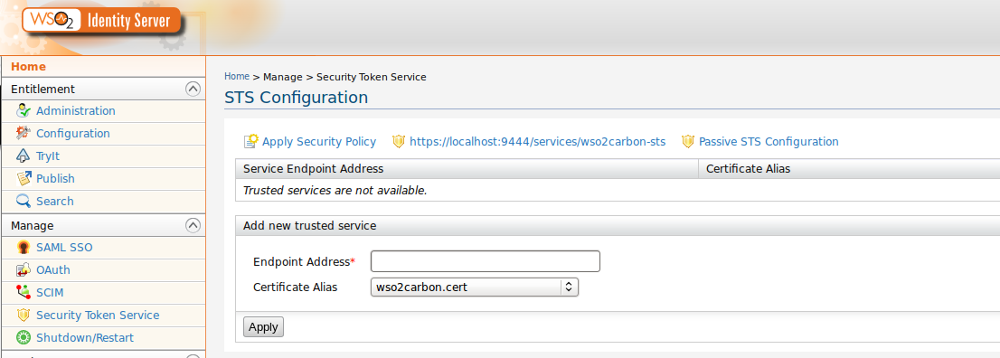 WSO2 Identity Server
Home
Entitlement
Administration
Configuration
TryIt
Publish
Search
Manage
SAML SSO
OAuth
SCIM
Security Token Service
Shutdown/Restart
Home > Manage > Security Token Service
STS Configuration
Apply Security Policy https://localhost:9444/services/wso2carbon-sts Passive STS Configuration
Service Endpoint Address Certificate Alias
Trusted services are not available.
Add new trusted service
Endpoint Address*
Certificate Alias wso2carbon.cert
Apply